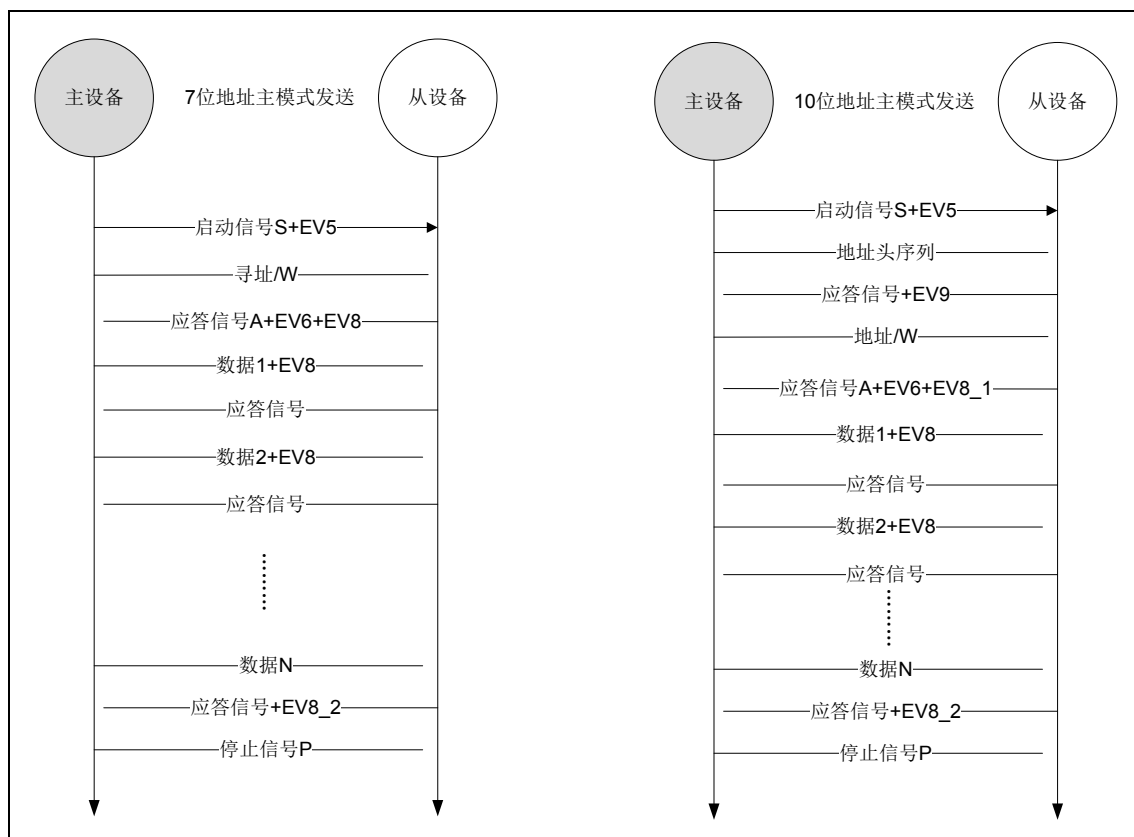 主设备
7位地址主模式发送
从设备
启动信号S+EV5
寻址/W
应答信号A+EV6+EV8
数据1+EV8
应答信号
数据2+EV8
应答信号
数据N
应答信号+EV8_2
停止信号P
主设备
10位地址主模式发送
从设备
启动信号S+EV5
地址头序列
应答信号+EV9
地址/W
应答信号A+EV6+EV8_1
数据1+EV8
应答信号
数据2+EV8
应答信号
数据N
应答信号+EV8_2
停止信号P